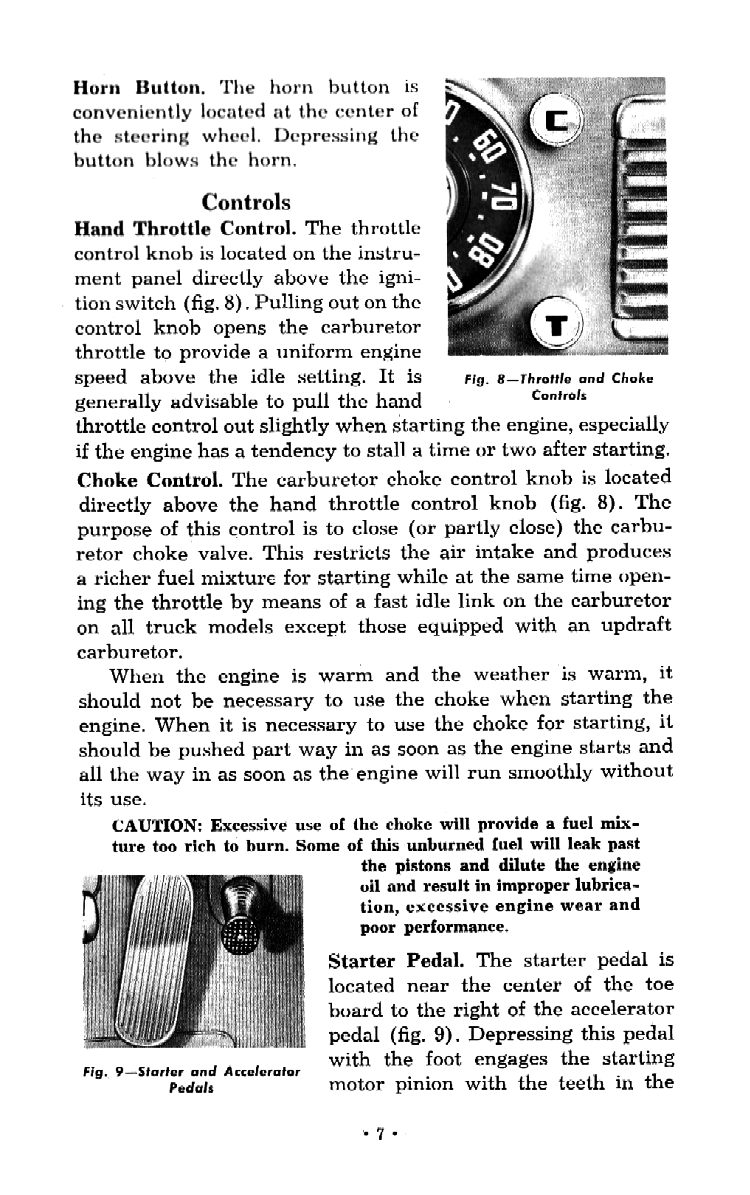 Horn Button. The horn button is
conveniently located at the center of
the steering wheel. Depressing the
button blows the horn.
Controls
Hand Throttle Control. The throttle
control knob is located on the instru-
ment panel directly above the igni-
tion switch (fig. 8). Pulling out on the
control knob opens the carburetor
throttle to provide a uniform engine
speed above the idle setting. It is
generally advisable to pull the hand
C
60
70
80
T
Fig. 8—Throttle and Choke
Controls
throttle control out slightly when starting the engine, especially
if the engine has a tendency to stall a time or two after starting.
Choke Control. The carburetor choke control knob is located
directly above the hand throttle control knob (fig. 8). The
purpose of this control is to close (or partly close) the carbu-
retor choke valve. This restricts the air intake and produces
a richer fuel mixture for starting while at the same time open-
ing the throttle by means of a fast idle link on the carburetor
on all truck models except those equipped with an updraft
carburetor.
When the engine is warm and the weather is warm, it
should not be necessary to use the choke when starting the
engine. When it is necessary to use the choke for starting, it
should be pushed part way in as soon as the engine starts and
all the way in as soon as the engine will run smoothly without
its use.
CAUTION: Excessive use of the choke will provide a fuel mix-
ture too rich to burn. Some of this unburned fuel will leak past
the pistons and dilute the engine
oil and result in improper lubrica-
tion, excessive engine wear and
poor performance.
Fig. 9—Starter and Accelerator
Pedals
Starter Pedal. The starter pedal is
located near the center of the toe
board to the right of the accelerator
pedal (fig. 9). Depressing this pedal
with the foot engages the starting
motor pinion with the teeth in the
• 7 •